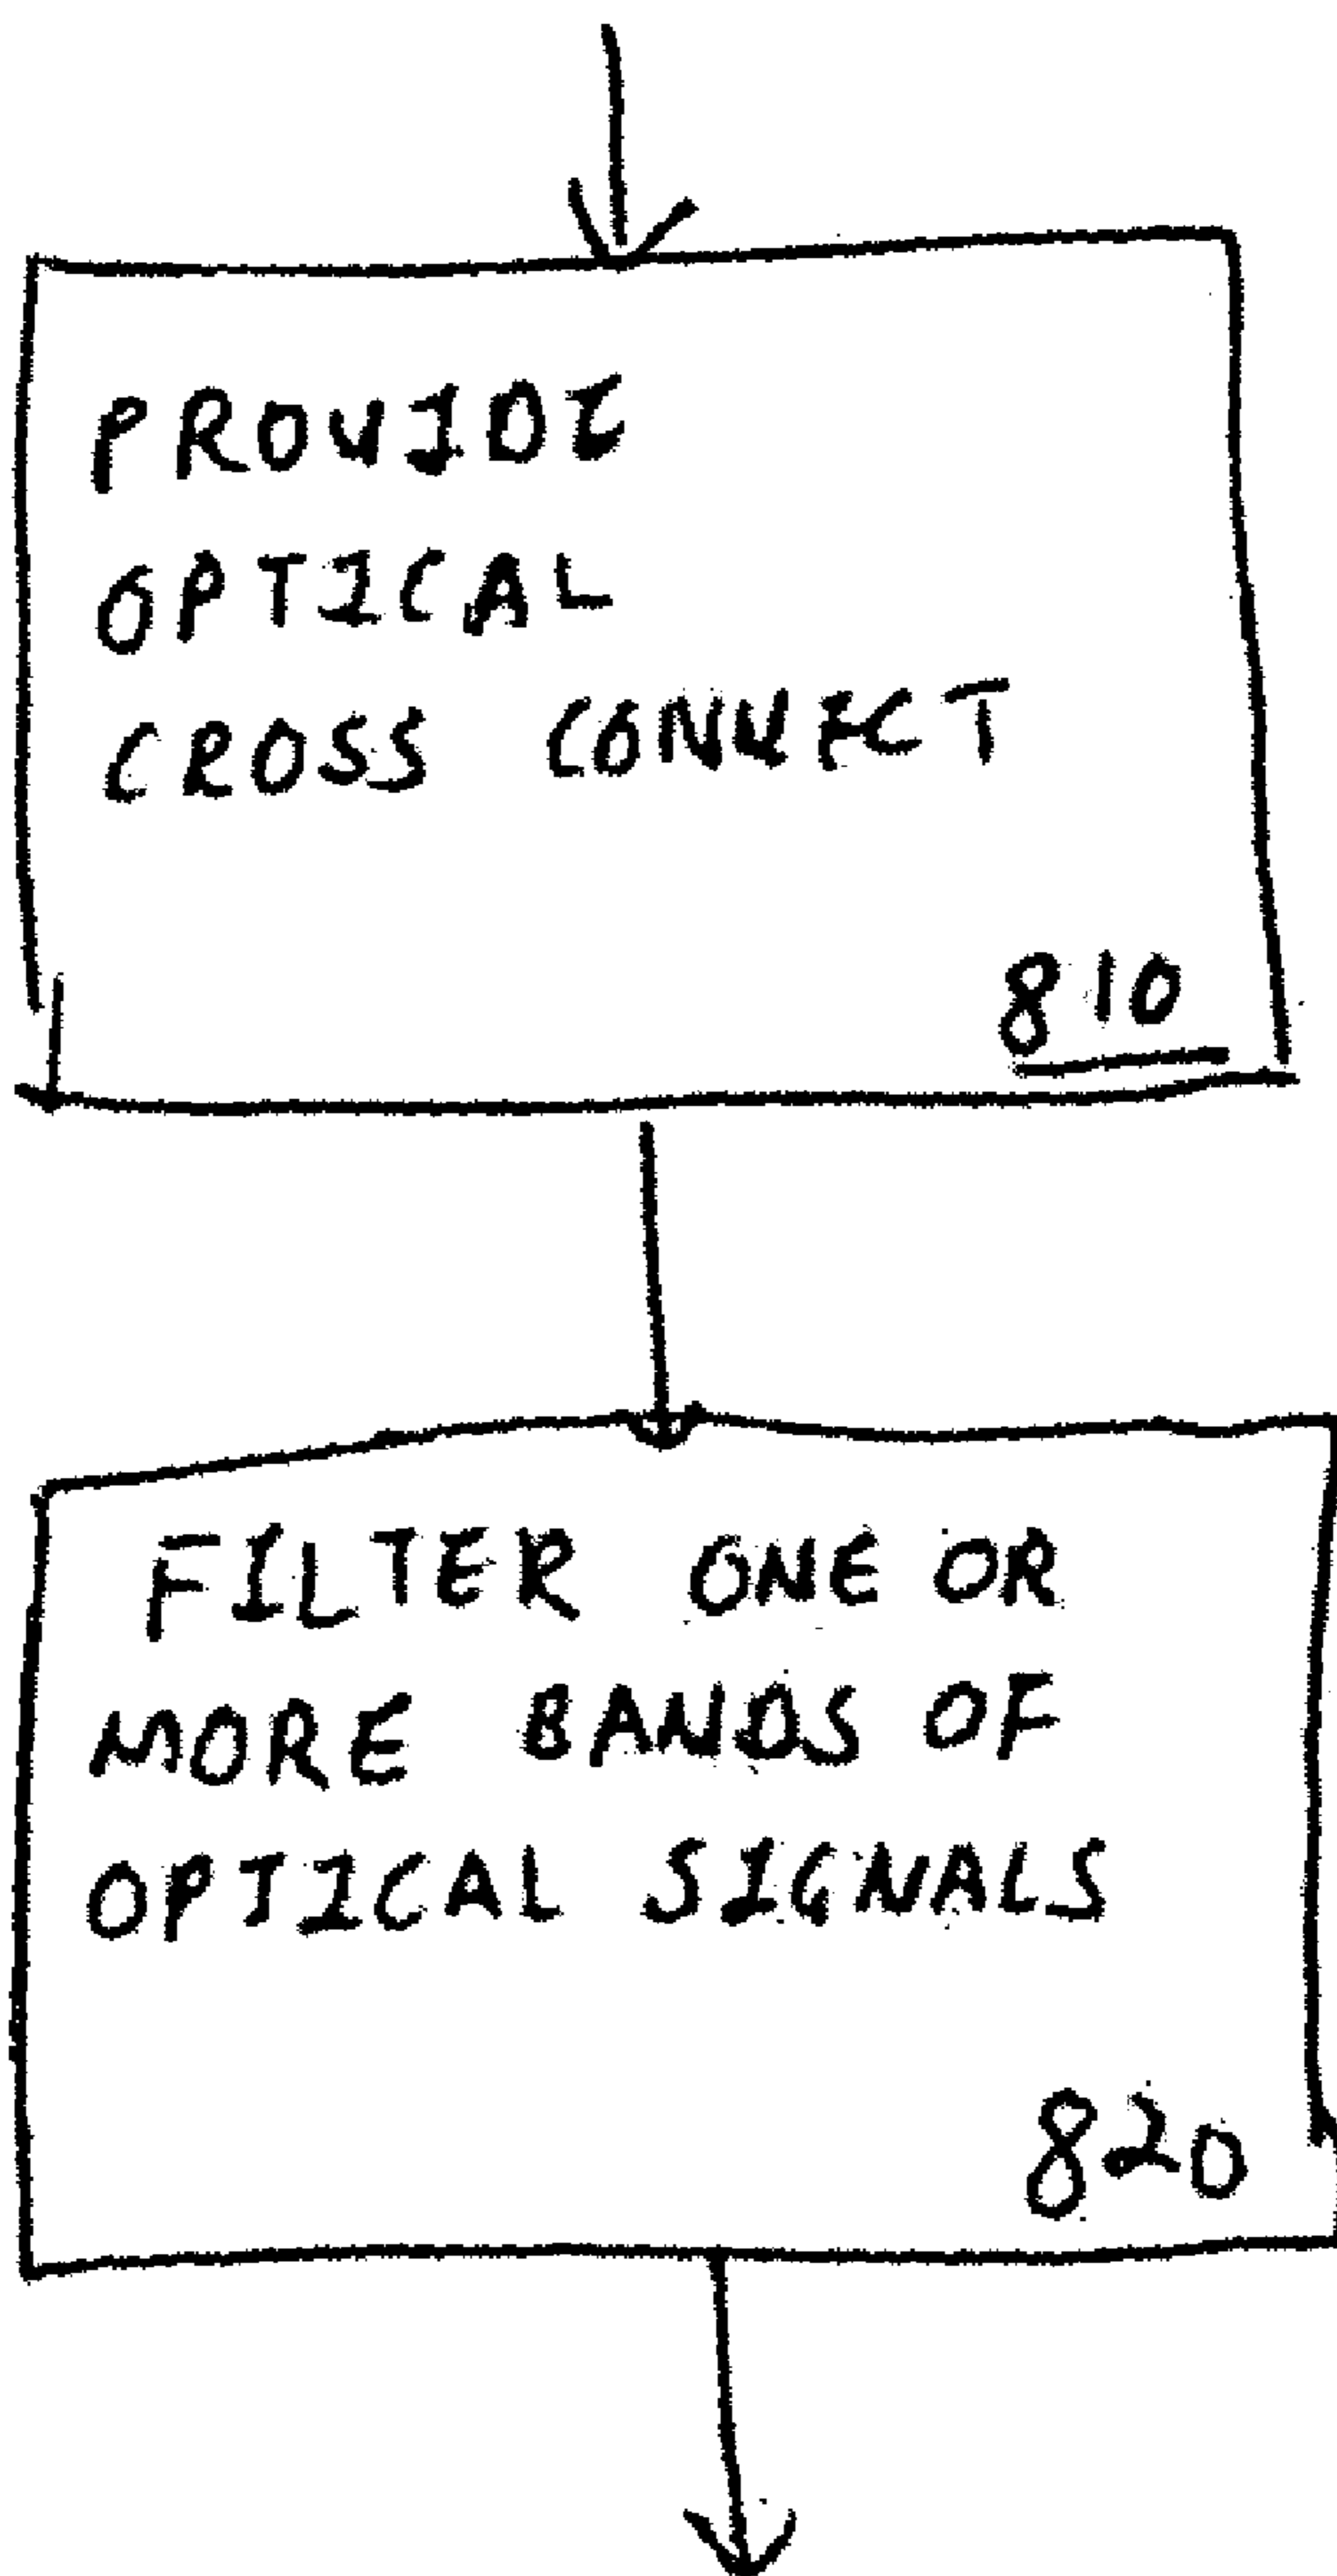 PROVIDE
OPTICAL
CROSS CONNECT
810
FILTER ONE OR
MORE BANDS OF
OPTICAL SIGNALS
820